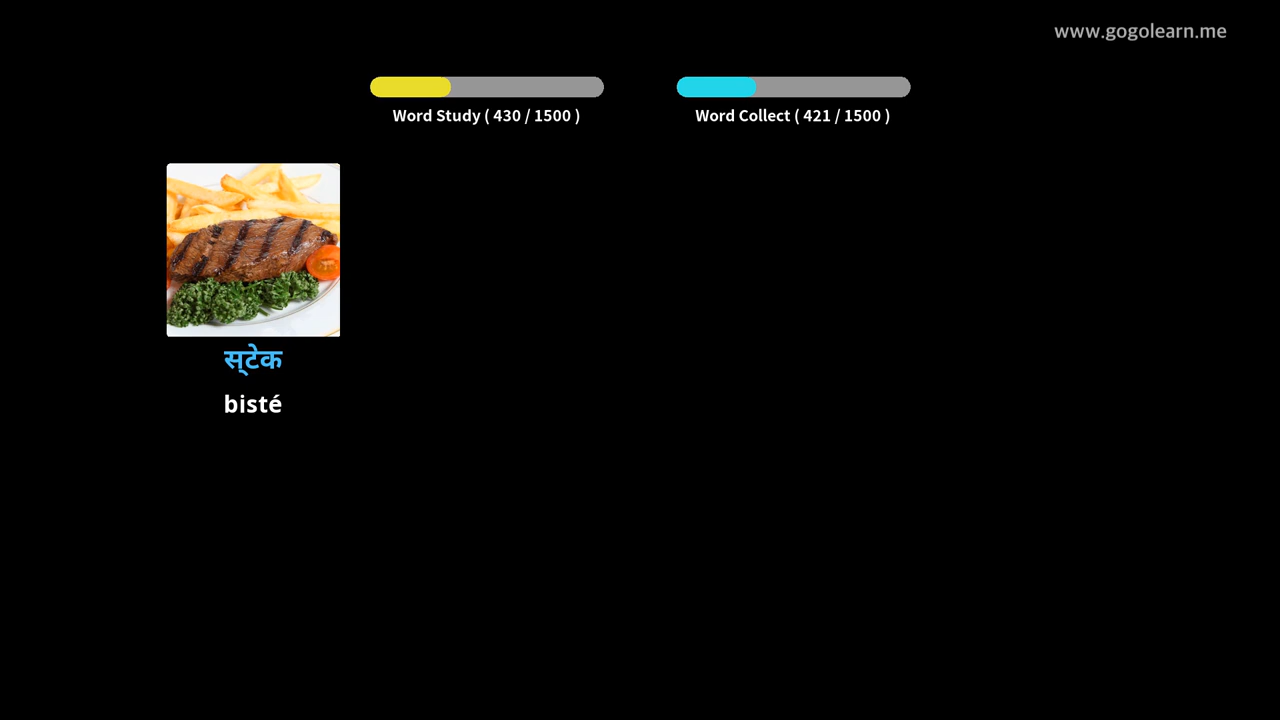 www.gogolearn.me
Word Study ( 430 / 1500 )
Word Collect ( 421 / 1500 )
स्टेक
bisté